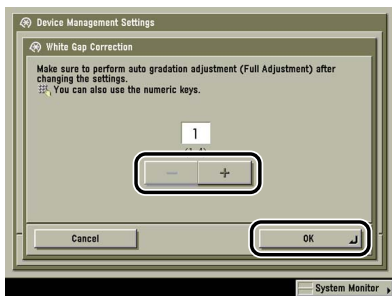 Device Management Settings
White Gap Correction
Make sure to perform auto gradation adjustment (Full Adjustment) after
changing the settings.
You can also use the numeric keys.
1
− +
Cancel
OK
System Monitor